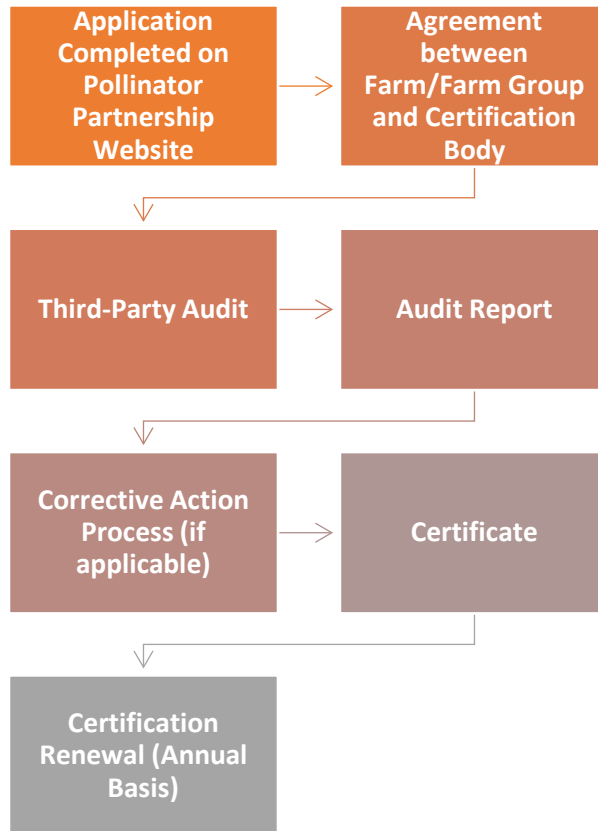 Application
Completed on
Pollinator
Partnership
Website
Agreement
between
Farm/Farm Group
and Certification
Body
Third-Party Audit
Audit Report
Corrective Action
Process (if
applicable)
Certificate
Certification
Renewal (Annual
Basis)